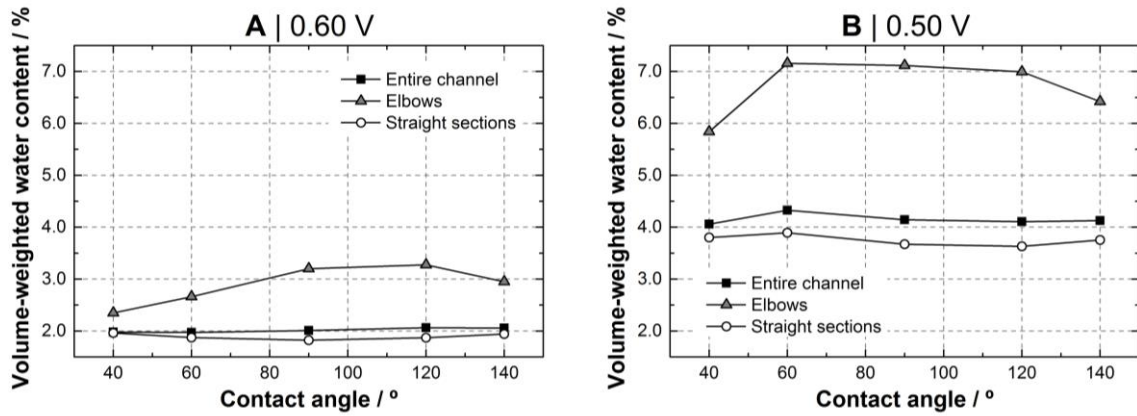 A | 0.60 V
Volume-weighted water content / %
7.0
6.0
5.0
4.0
3.0
2.0
Entire channel
Elbows
Straight sections
40 60 80 100 120 140
Contact angle / º
B | 0.50 V
Volume-weighted water content / %
7.0
6.0
5.0
4.0
3.0
2.0
Entire channel
Elbows
Straight sections
40 60 80 100 120 140
Contact angle / º